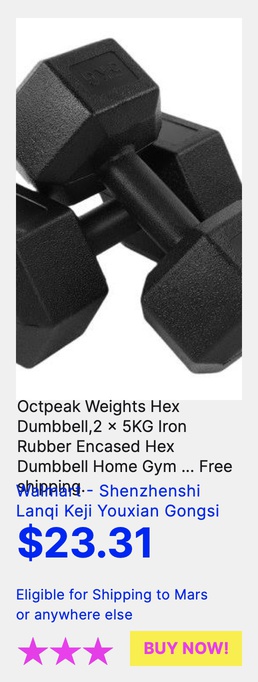 Octpeak Weights Hex
Dumbbell,2 × 5KG Iron
Rubber Encased Hex
Dumbbell Home Gym ... Free
shipping.
Walmart - Shenzhenshi
Lanqi Keji Youxian Gongsi
$23.31
Eligible for Shipping to Mars
or anywhere else
BUY NOW!